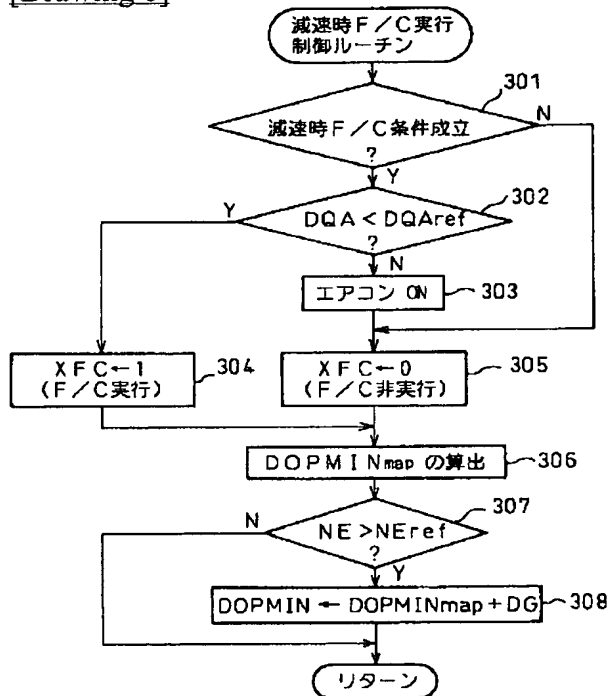 減速時F/C実行
制御ルーチン
301
減速時F/C条件成立
?
N
Y
302
DQA<DQAref
?
Y
N
エアコン ON
303
XFC←1
(F/C実行)
304
XFC←0
(F/C非実行)
305
DOPMINmap の算出
306
307
NE>NEref
?
N
Y
DOPMIN ← DOPMINmap+DG
308
リターン